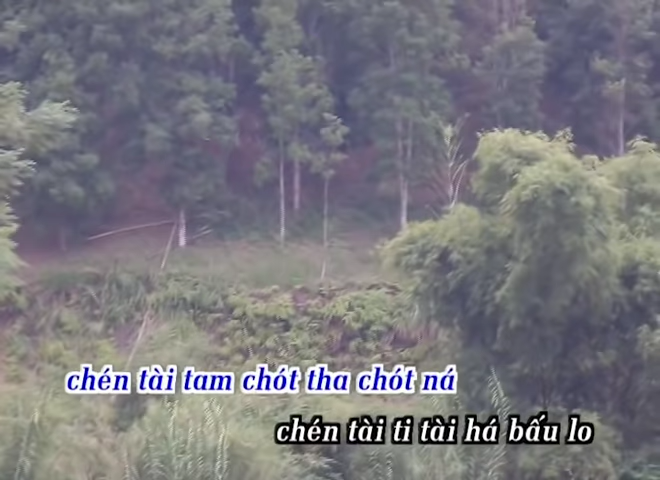 chén tài tam chót tha chót ná
chén tài ti tài há bấu lo